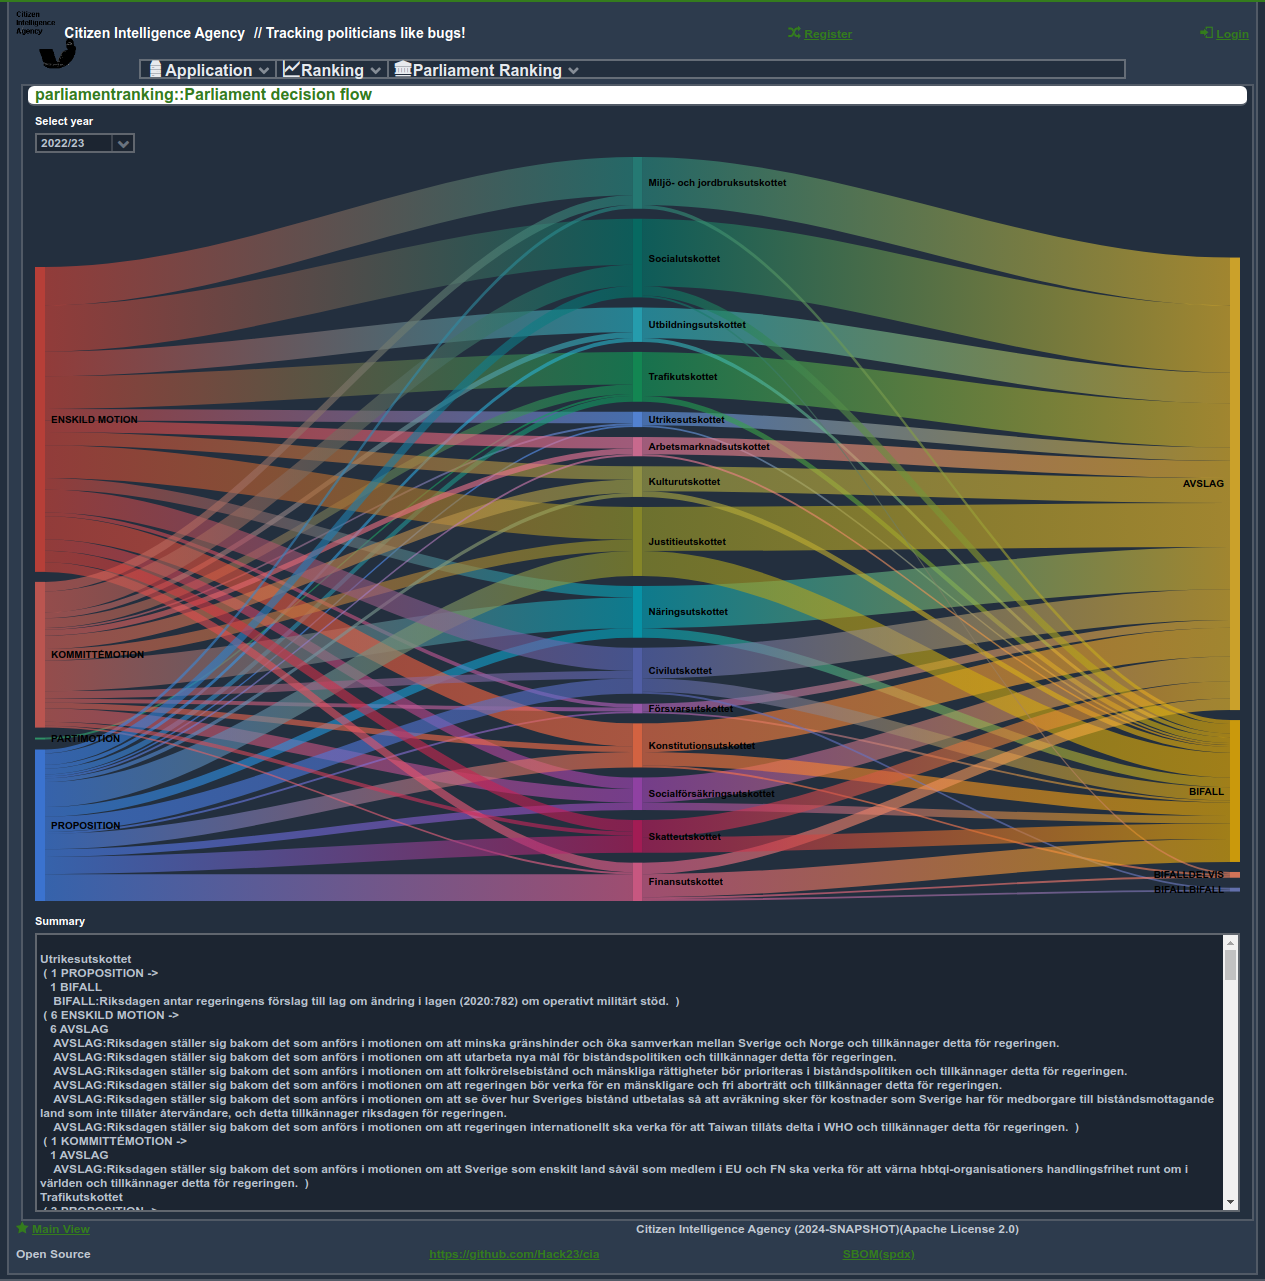 Citizen
Intelligence
Agency
Citizen Intelligence Agency // Tracking politicians like bugs!
Register
Login
Application
Ranking
Parliament Ranking
parliamentranking::Parliament decision flow
Select year
2022/23
Miljö- och jordbruksutskottet
Socialutskottet
Utbildningsutskottet
Trafikutskottet
ENSKILD MOTION
Utrikesutskottet
Arbetsmarknadsutskottet
Kulturutskottet
AVSLAG
Justitieutskottet
Näringsutskottet
KOMMITTÉMOTION
Civilutskottet
Försvarsutskottet
PARTIMOTION
Konstitutionsutskottet
Socialförsäkringsutskottet
BIFALL
PROPOSITION
Skatteutskottet
BIFALLDELVIS
Finansutskottet
BIFALLBIFALL
Summary
Utrikesutskottet
( 1 PROPOSITION ->
1 BIFALL
BIFALL:Riksdagen antar regeringens förslag till lag om ändring i lagen (2020:782) om operativt militärt stöd. )
( 6 ENSKILD MOTION ->
6 AVSLAG
AVSLAG:Riksdagen ställer sig bakom det som anförs i motionen om att minska gränshinder och öka samverkan mellan Sverige och Norge och tillkännager detta för regeringen.
AVSLAG:Riksdagen ställer sig bakom det som anförs i motionen om att utarbeta nya mål för biståndspolitiken och tillkännager detta för regeringen.
AVSLAG:Riksdagen ställer sig bakom det som anförs i motionen om att folkrörelsebistånd och mänskliga rättigheter bör prioriteras i biståndspolitiken och tillkännager detta för regeringen.
AVSLAG:Riksdagen ställer sig bakom det som anförs i motionen om att regeringen bör verka för en mänskligare och fri aborträtt och tillkännager detta för regeringen.
AVSLAG:Riksdagen ställer sig bakom det som anförs i motionen om att se över hur Sveriges bistånd utbetalas så att avräkning sker för kostnader som Sverige har för medborgare till biståndsmottagande
land som inte tillåter återvändare, och detta tillkännager riksdagen för regeringen.
AVSLAG:Riksdagen ställer sig bakom det som anförs i motionen om att regeringen internationellt ska verka för att Taiwan tillåts delta i WHO och tillkännager detta för regeringen. )
( 1 KOMMITTÉMOTION ->
1 AVSLAG
AVSLAG:Riksdagen ställer sig bakom det som anförs i motionen om att Sverige som enskilt land såväl som medlem i EU och FN ska verka för att värna hbtqi-organisationers handlingsfrihet runt om i
världen och tillkännager detta för regeringen. )
Trafikutskottet
( 3 PROPOSITION ->
Main View
Citizen Intelligence Agency (2024-SNAPSHOT)(Apache License 2.0)
Open Source
https://github.com/Hack23/cia
SBOM(spdx)